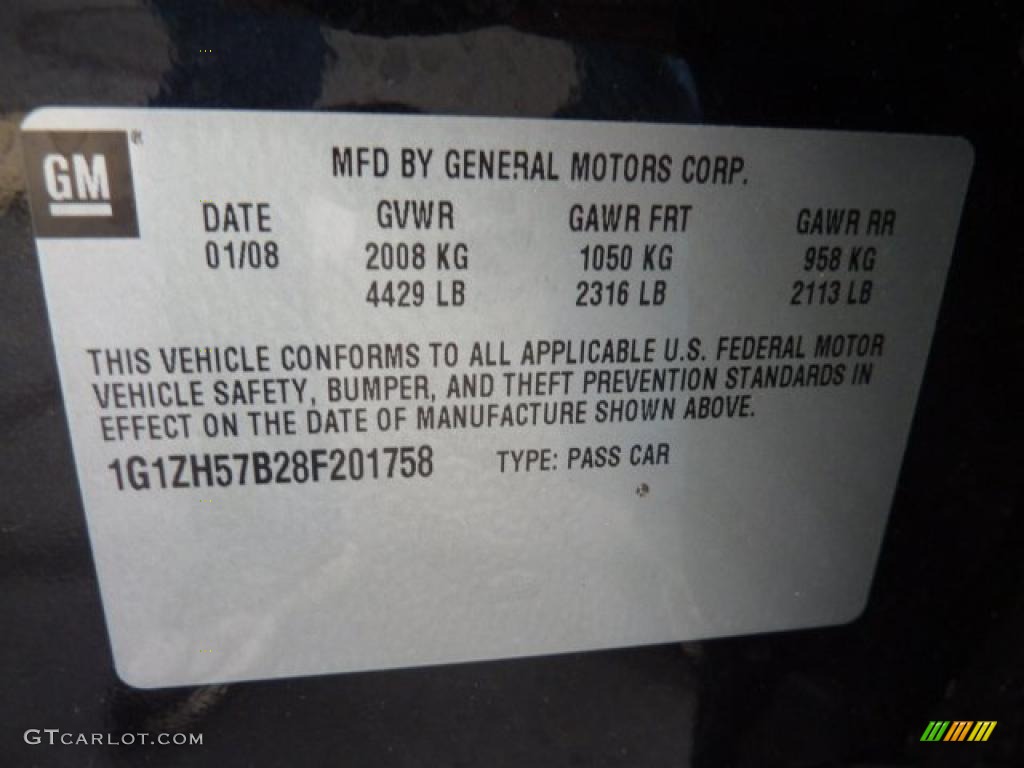 GM
MFD BY GENERAL MOTORS CORP.
DATE GVWR GAWR FRT GAWR RR
01/08 2008 KG 1050 KG 958 KG
4429 LB 2316 LB 2113 LB
THIS VEHICLE CONFORMS TO ALL APPLICABLE U.S. FEDERAL MOTOR
VEHICLE SAFETY, BUMPER, AND THEFT PREVENTION STANDARDS IN
EFFECT ON THE DATE OF MANUFACTURE SHOWN ABOVE.
1G1ZH57B28F201758 TYPE: PASS CAR
GTCARLOT.COM